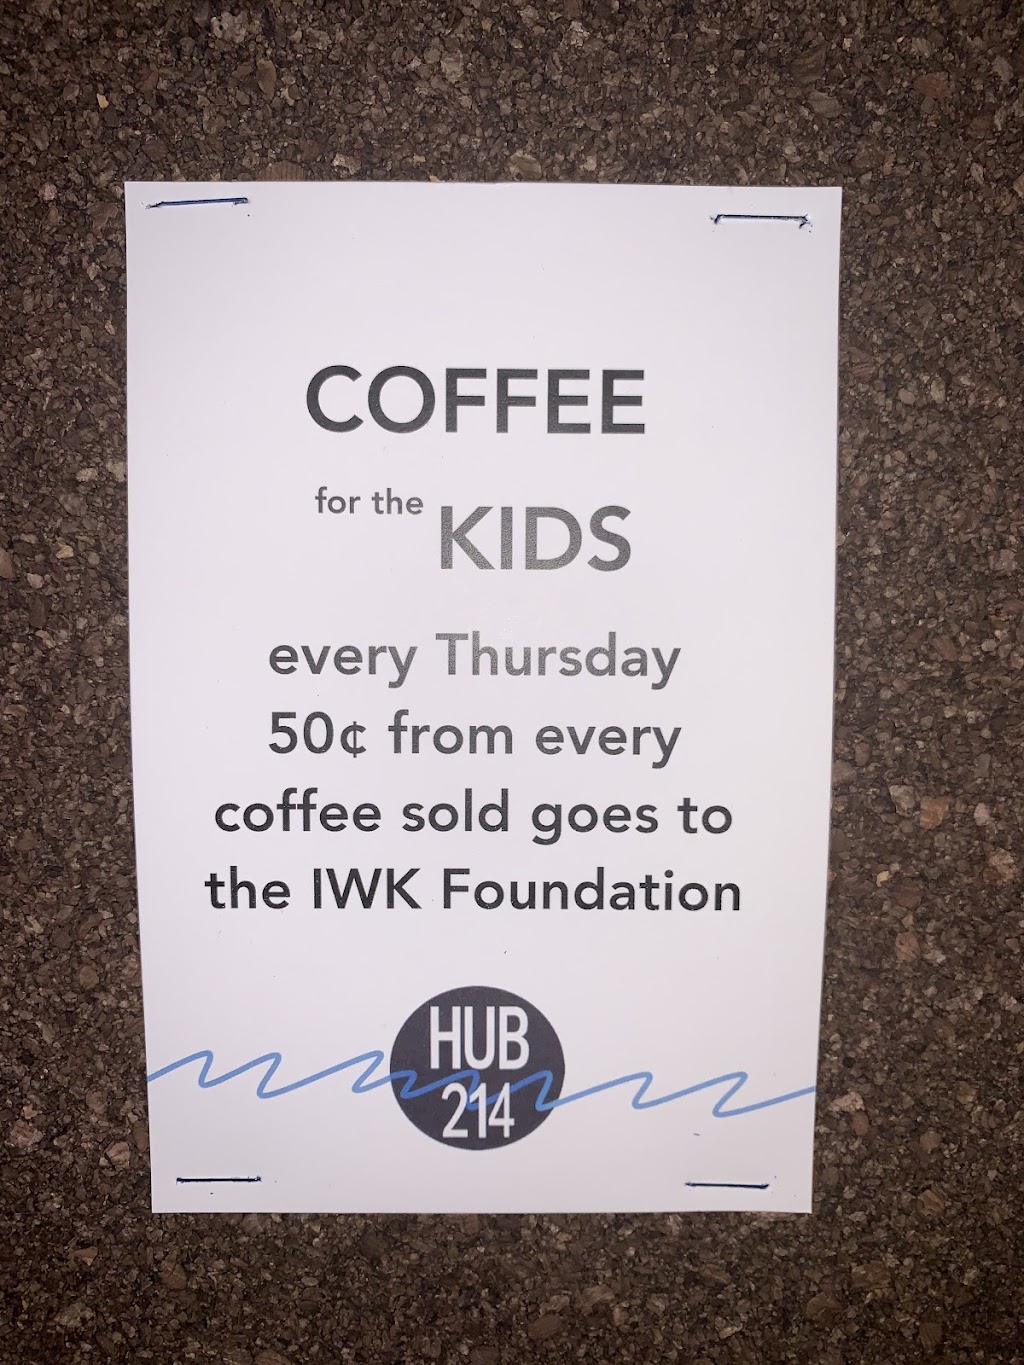 COFFEE
for the KIDS
every Thursday
50¢ from every
coffee sold goes to
the IWK Foundation
HUB
214